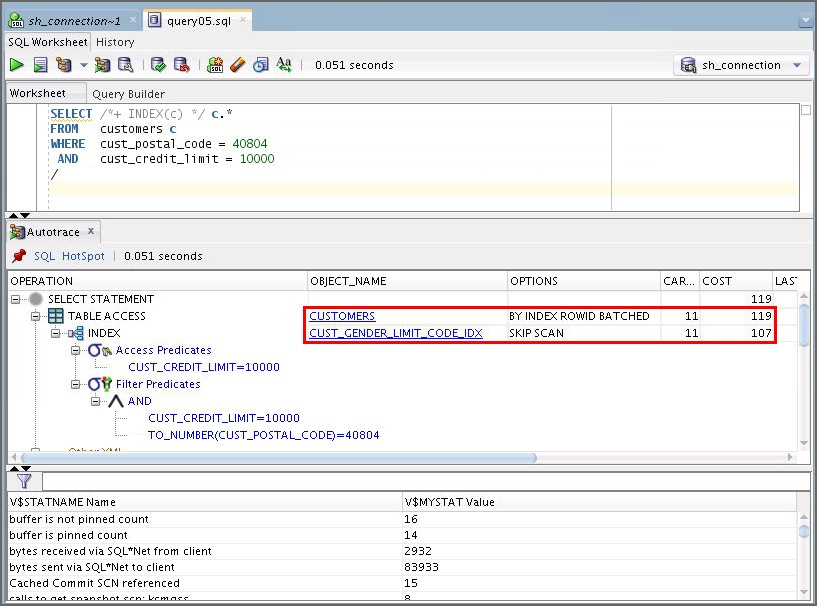 sh_connection~1 query05.sql
SQL Worksheet History
0.051 seconds sh_connection
Worksheet Query Builder
SELECT /*+ INDEX(c) */ c.*
FROM customers c
WHERE cust_postal_code = 40804
AND cust_credit_limit = 10000
/
Autotrace x
SQL HotSpot | 0.051 seconds
OPERATION OBJECT_NAME OPTIONS CAR... COST LAST
SELECT STATEMENT 119
TABLE ACCESS CUSTOMERS BY INDEX ROWID BATCHED 11 119
INDEX CUST_GENDER_LIMIT_CODE_IDX SKIP SCAN 11 107
Access Predicates
CUST_CREDIT_LIMIT=10000
Filter Predicates
AND
CUST_CREDIT_LIMIT=10000
TO_NUMBER(CUST_POSTAL_CODE)=40804
Other XML
V$STATNAME Name V$MYSTAT Value
buffer is not pinned count 16
buffer is pinned count 14
bytes received via SQL*Net from client 2932
bytes sent via SQL*Net to client 83933
Cached Commit SCN referenced 15
calls to get snapshot scn: kcmgss 8